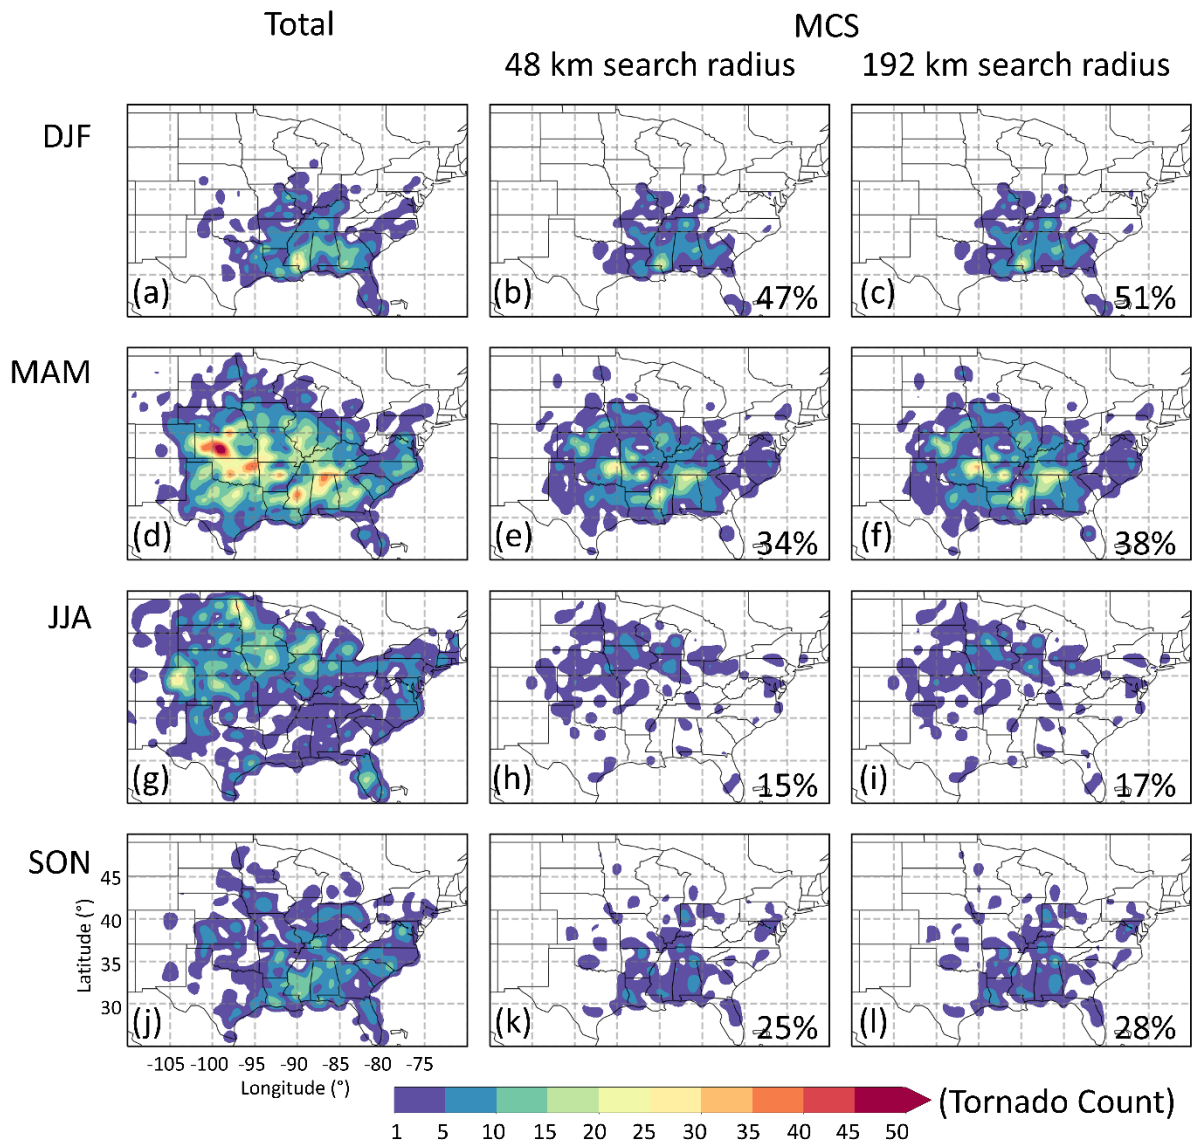 Total
MCS
48 km search radius
192 km search radius
DJF
(a)
(b)
47%
(c)
51%
MAM
(d)
(e)
34%
(f)
38%
JJA
(g)
(h)
15%
(i)
17%
SON
45
40
35
30
Latitude (°)
(j)
(k)
25%
(l)
28%
-105 -100 -95 -90 -85 -80 -75
Longitude (°)
(Tornado Count)
1 5 10 15 20 25 30 35 40 45 50